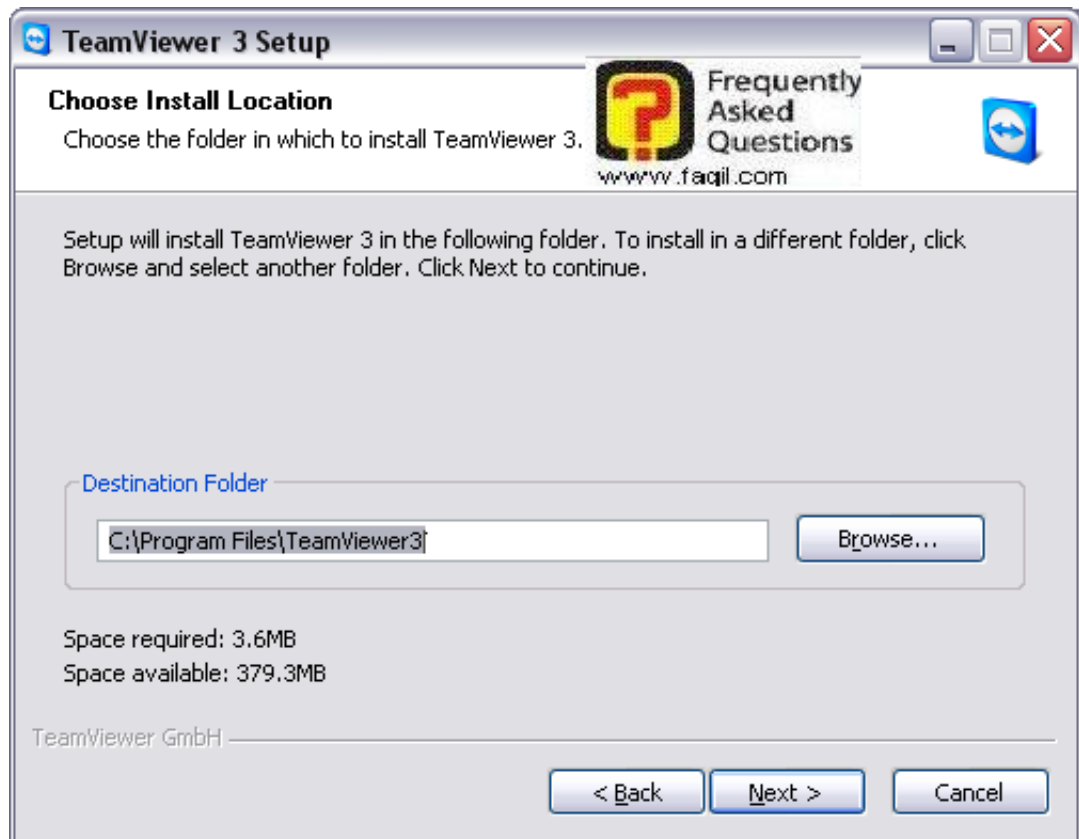 TeamViewer 3 Setup
Choose Install Location
Choose the folder in which to install TeamViewer 3.
Frequently
Asked
Questions
www.faqil.com
Setup will install TeamViewer 3 in the following folder. To install in a different folder, click
Browse and select another folder. Click Next to continue.
Destination Folder
C:\Program Files\TeamViewer3
Browse...
Space required: 3.6MB
Space available: 379.3MB
TeamViewer GmbH
< Back
Next >
Cancel